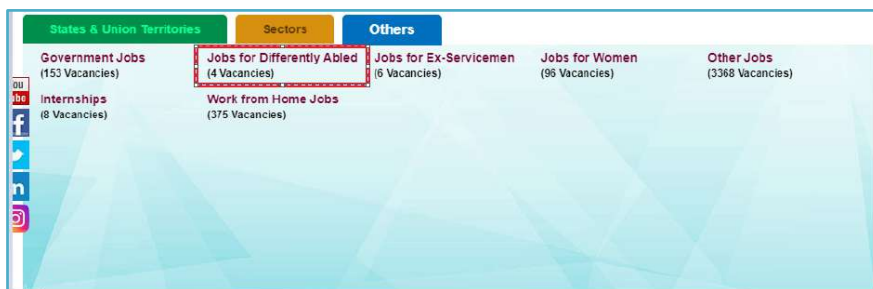 States & Union Territories Sectors Others
Government Jobs Jobs for Differently Abled Jobs for Ex-Servicemen Jobs for Women Other Jobs
(153 Vacancies) (4 Vacancies) (6 Vacancies) (96 Vacancies) (3368 Vacancies)
Internships Work from Home Jobs
(8 Vacancies) (375 Vacancies)